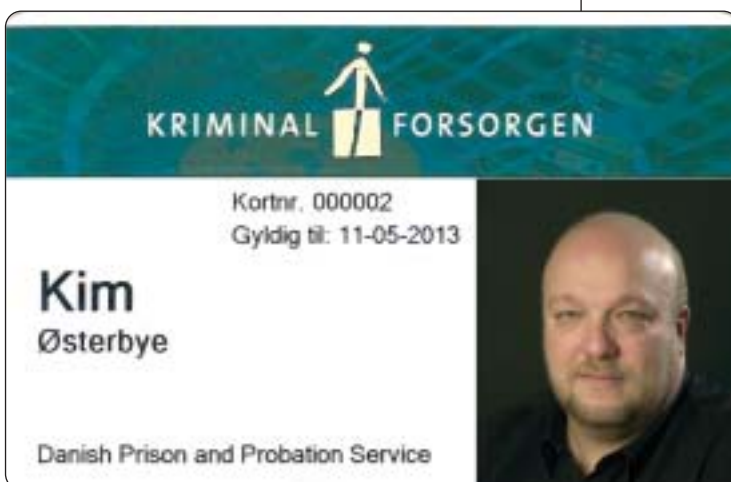 KRIMINAL FORSORGEN
Kortnr. 000002
Gyldig til: 11-05-2013
Kim
Østerbye
Danish Prison and Probation Service